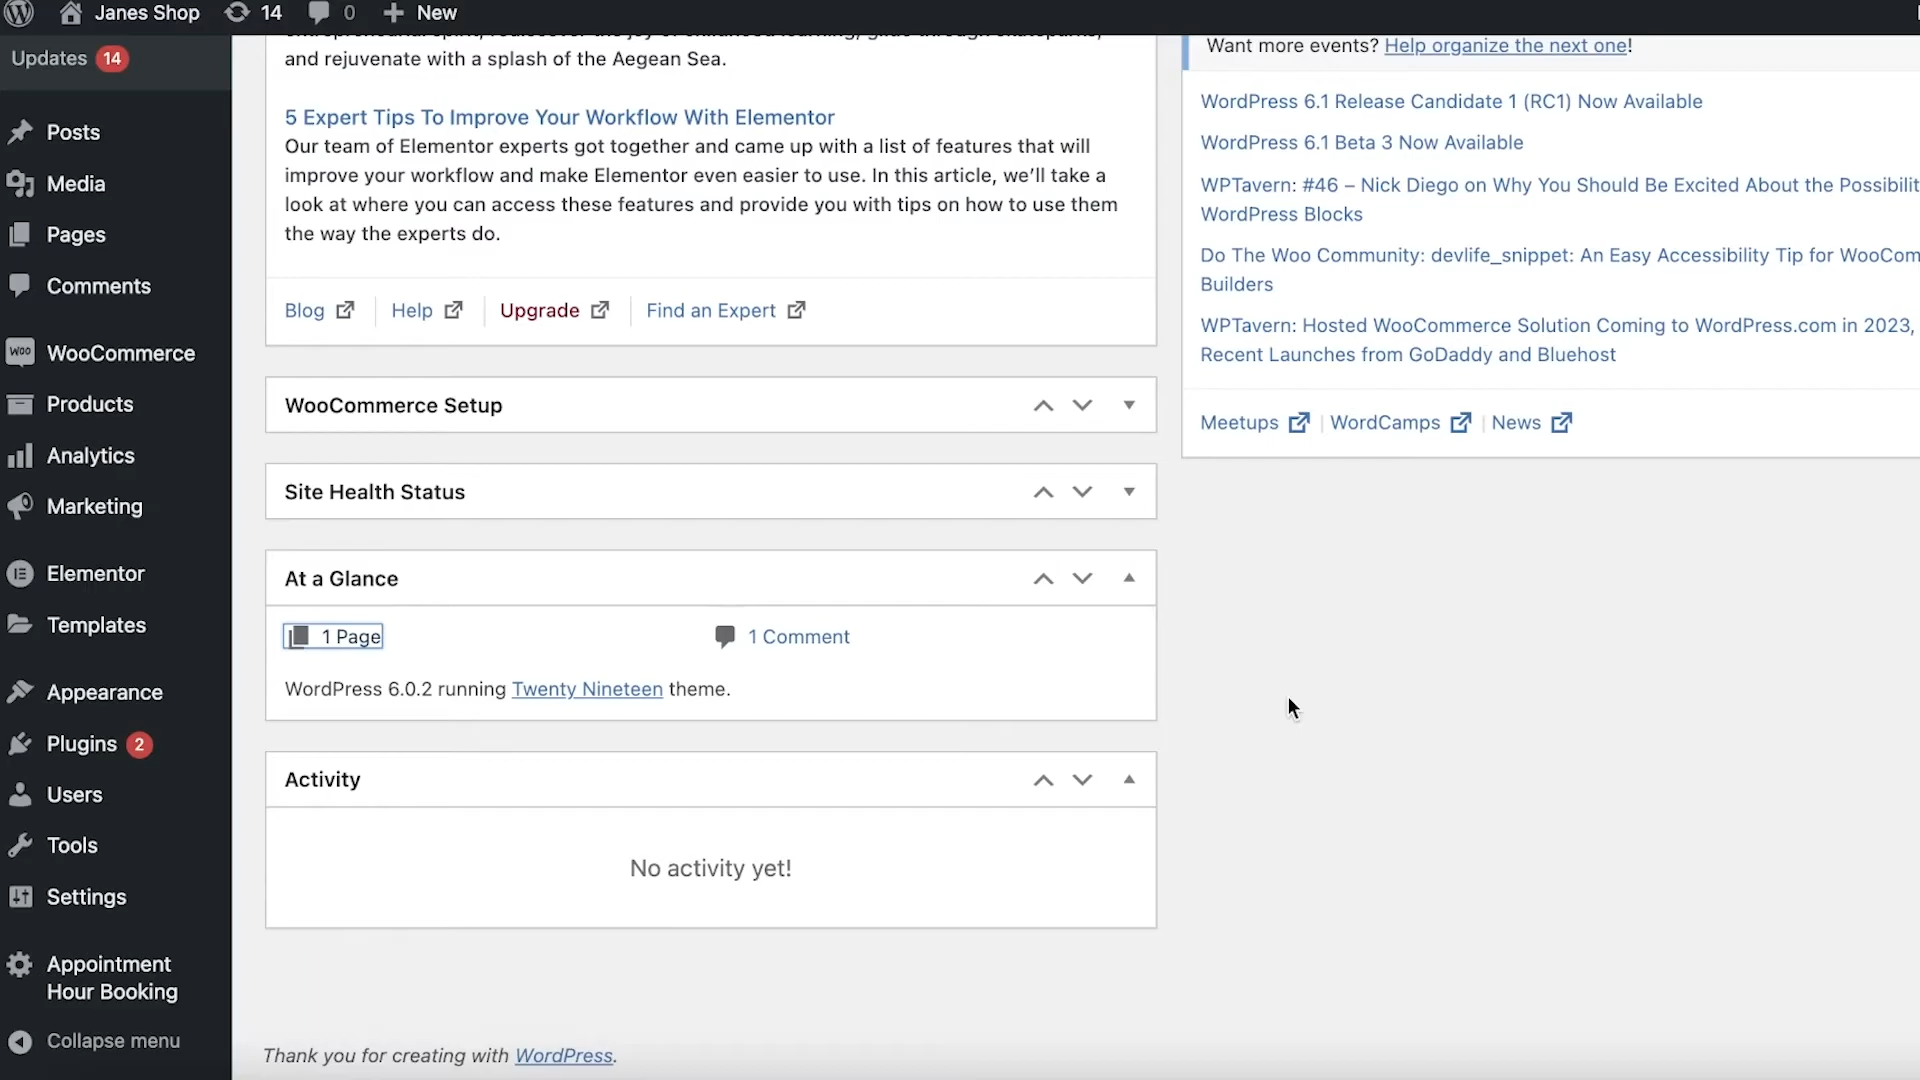 Janes Shop 14 0 New
Updates 14
Posts
Media
Pages
Comments
WOO WooCommerce
Products
Analytics
Marketing
Elementor
Templates
Appearance
Plugins 2
Users
Tools
Settings
Appointment
Hour Booking
Collapse menu
and rejuvenate with a splash of the Aegean Sea.
5 Expert Tips To Improve Your Workflow With Elementor
Our team of Elementor experts got together and came up with a list of features that will
improve your workflow and make Elementor even easier to use. In this article, we’ll take a
look at where you can access these features and provide you with tips on how to use them
the way the experts do.
Blog Help Upgrade Find an Expert
WooCommerce Setup
Site Health Status
At a Glance
1 Page 1 Comment
WordPress 6.0.2 running Twenty Nineteen theme.
Activity
No activity yet!
Thank you for creating with WordPress.
Want more events? Help organize the next one!
WordPress 6.1 Release Candidate 1 (RC1) Now Available
WordPress 6.1 Beta 3 Now Available
WPTavern: #46 – Nick Diego on Why You Should Be Excited About the Possibilit
WordPress Blocks
Do The Woo Community: devlife_snippet: An Easy Accessibility Tip for WooCom
Builders
WPTavern: Hosted WooCommerce Solution Coming to WordPress.com in 2023,
Recent Launches from GoDaddy and Bluehost
Meetups | WordCamps | News